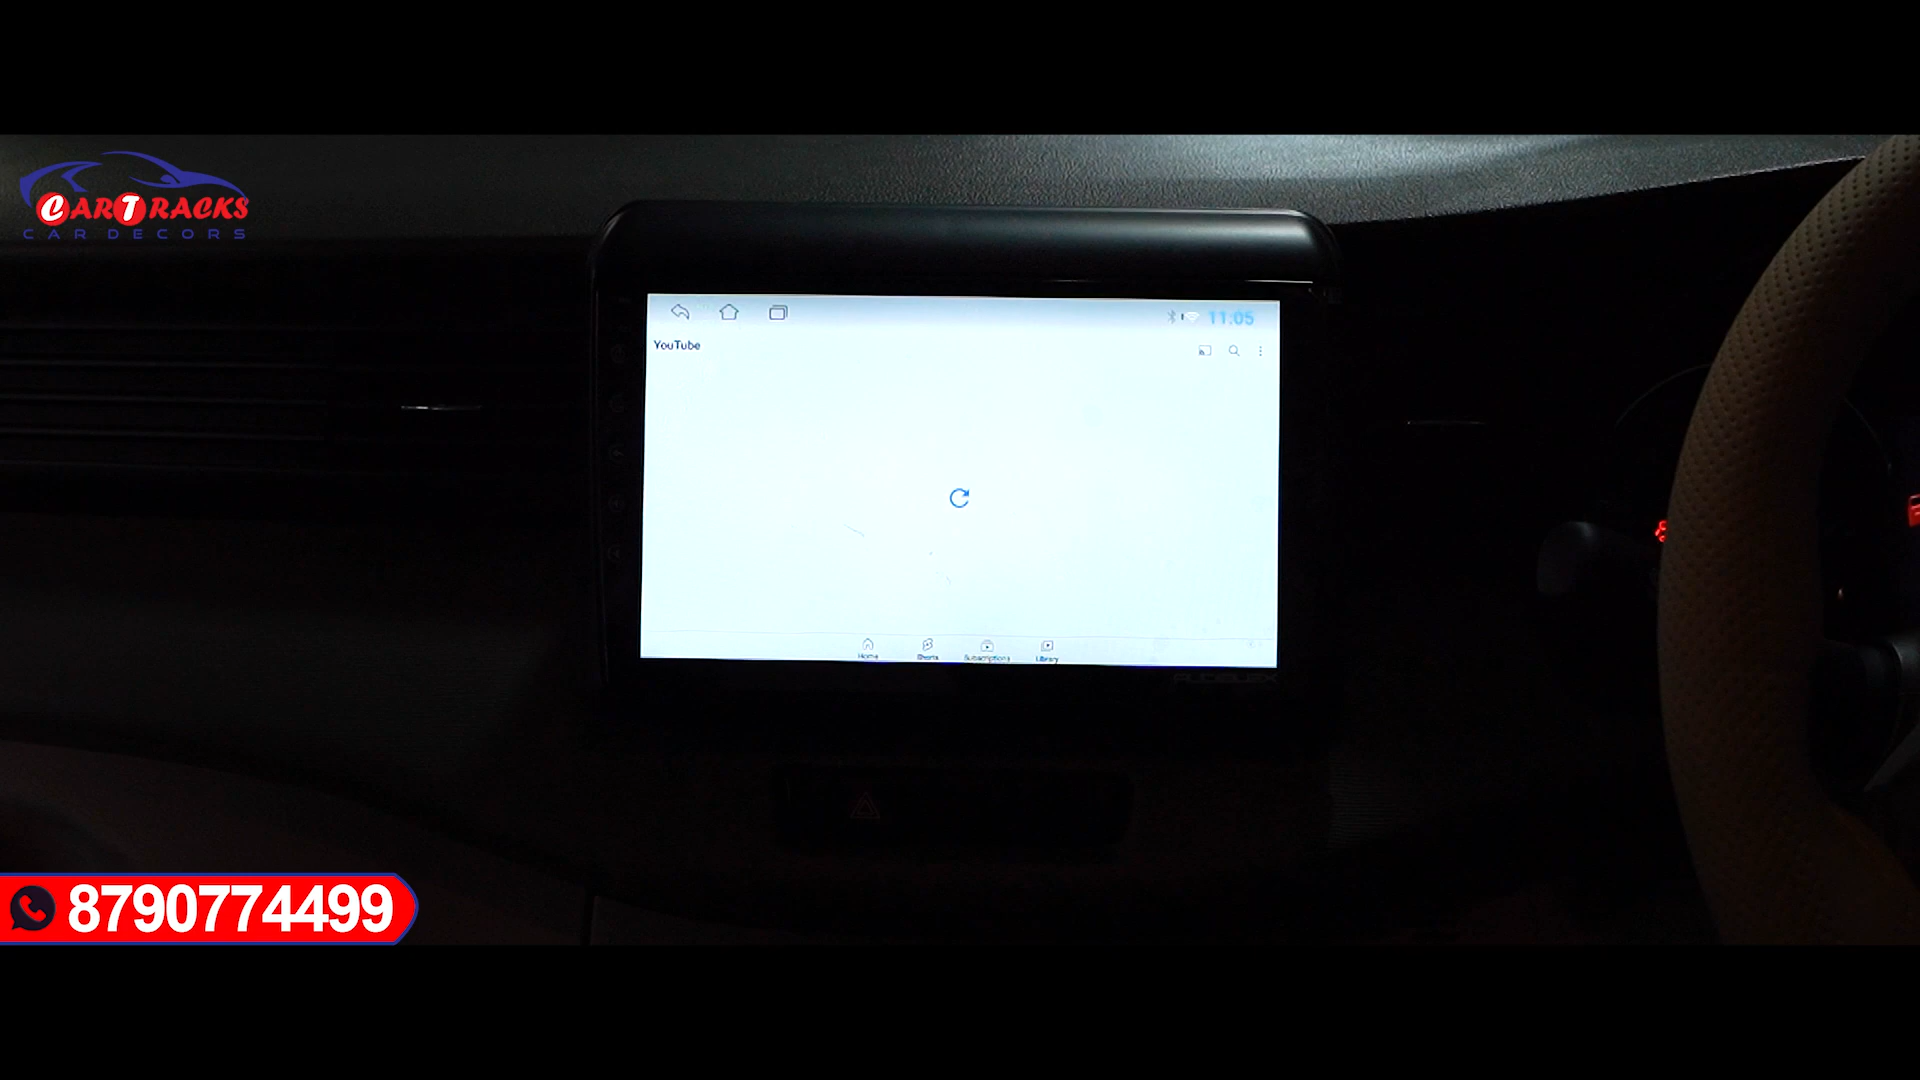 CARTRACKS
CAR DECORS
11:05
YouTube
Home
Shorts
Subscriptions
Library
8790774499